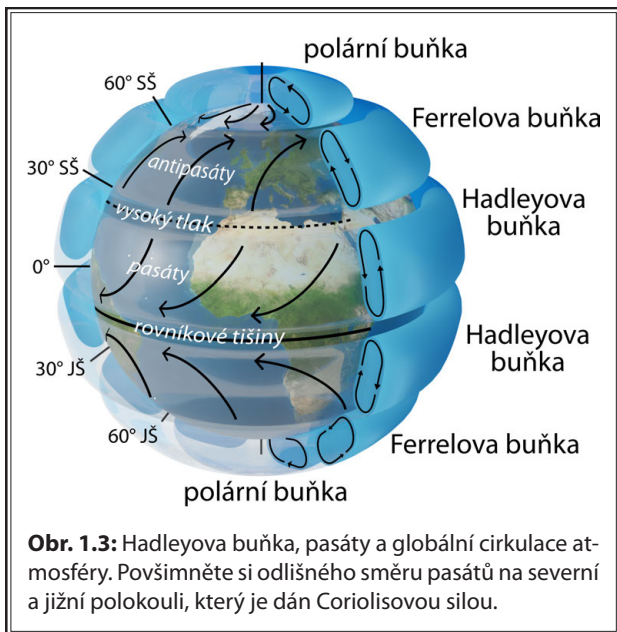 polární buňka
60° SŠ
Ferrelova buňka
30° SŠ
antipasáty
Hadleyova
buňka
vysoký tlak
0°
pasáty
rovníkové tišiny
Hadleyova
buňka
30° JŠ
60° JŠ
Ferrelova buňka
polární buňka
Obr. 1.3: Hadleyova buňka, pasáty a globální cirkulace at-
mosféry. Povšimněte si odlišného směru pasátů na severní
a jižní polokouli, který je dán Coriolisovou silou.